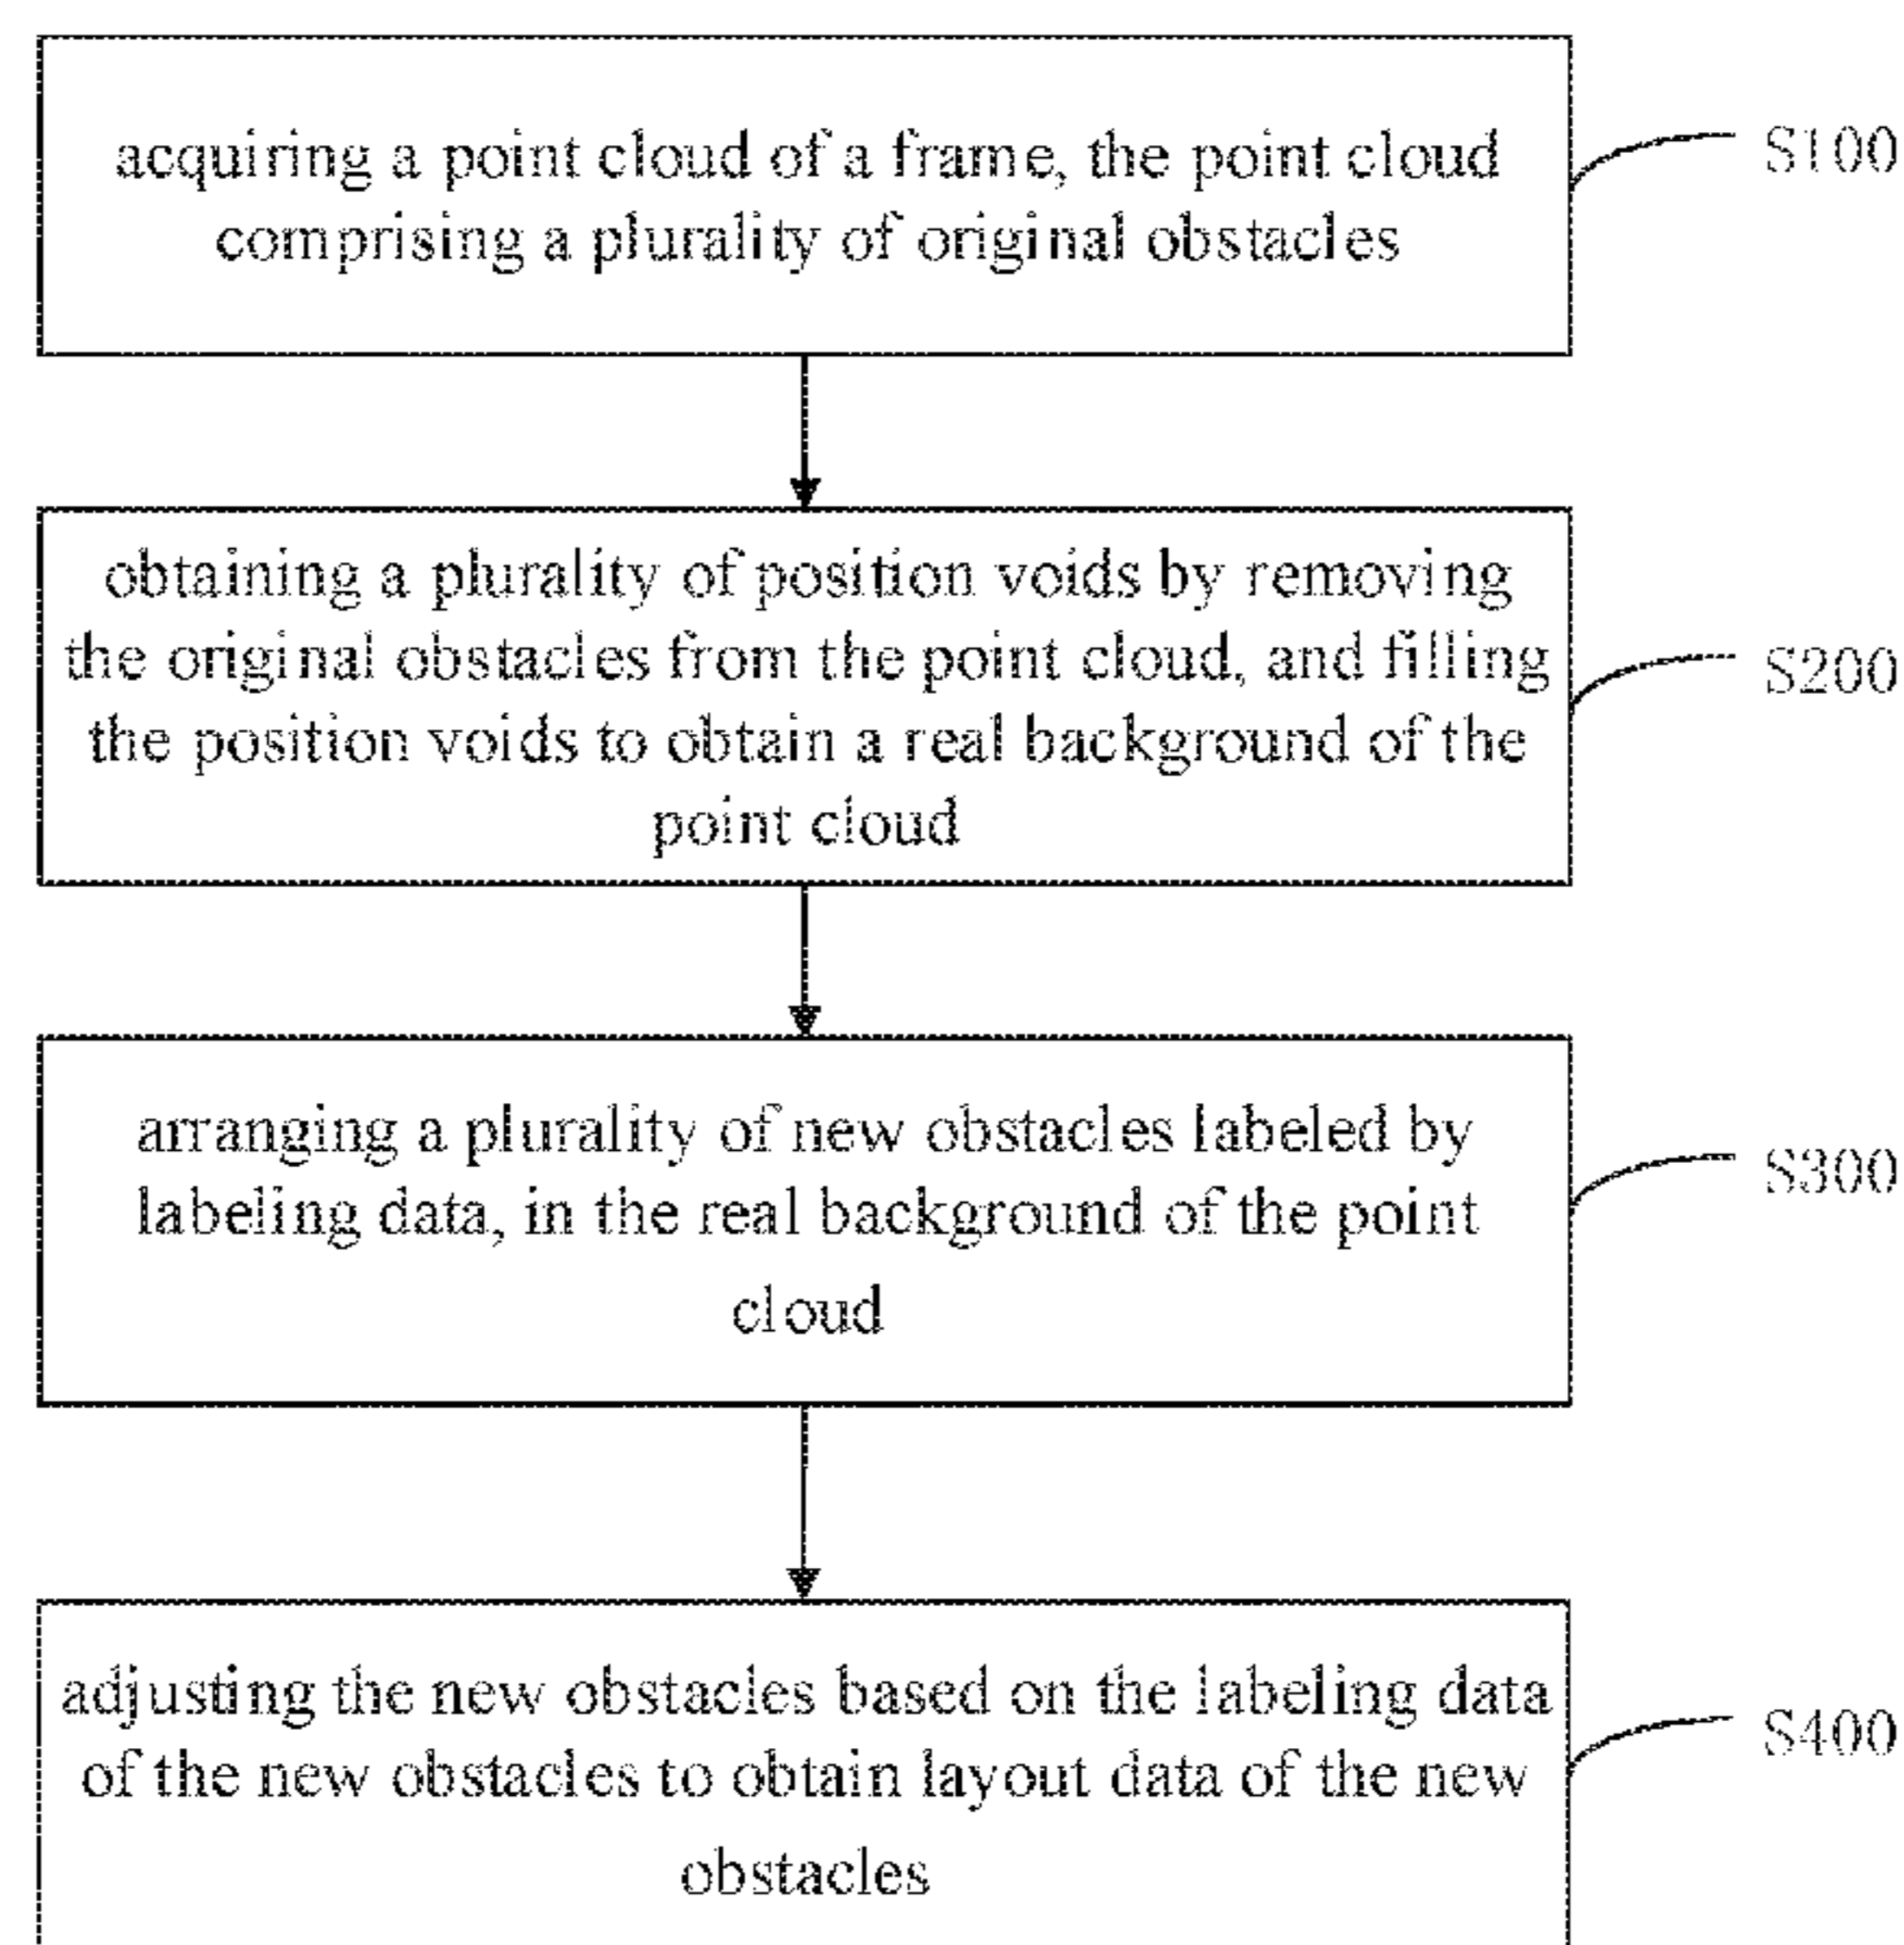 acquiring a point cloud of a frame, the point cloud
comprising a plurality of original obstacles
S100
obtaining a plurality of position voids by removing
the original obstacles from the point cloud, and filling
the position voids to obtain a real background of the
point cloud
S200
arranging a plurality of new obstacles labeled by
labeling data, in the real background of the point
cloud
S300
adjusting the new obstacles based on the labeling data
of the new obstacles to obtain layout data of the new
obstacles
S400